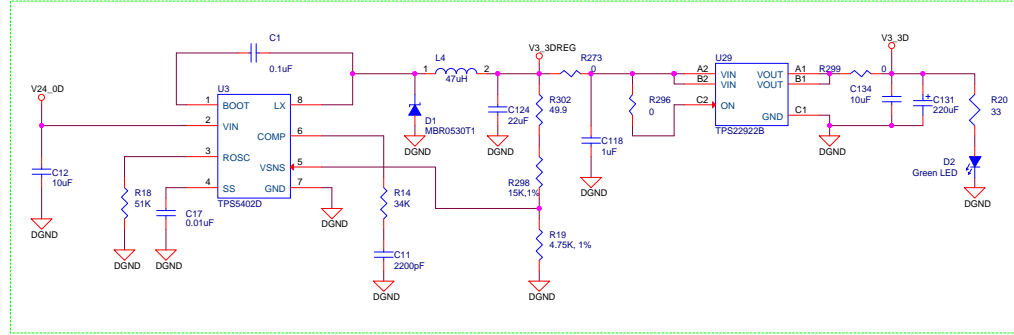 C1
0.1uF
L4
1
2
47uH
V3_3DREG
R273
0
V3_3D
U29
A2
B2
VIN
VIN
VOUT
VOUT
A1
B1
R299
0
C2
ON
GND
C1
TPS22922B
V24_0D
U3
1
BOOT
LX
8
2
VIN
COMP
6
3
ROSC
VSNS
5
4
SS
GND
7
TPS5402D
D1
MBR0530T1
DGND
C124
22uF
DGND
R302
49.9
R296
0
C118
1uF
DGND
C134
10uF
C131
220uF
DGND
R20
33
D2
Green LED
DGND
C12
10uF
DGND
R18
51K
DGND
C17
0.01uF
DGND
DGND
R14
34K
C11
2200pF
DGND
R298
15K,1%
R19
4.75K, 1%
DGND